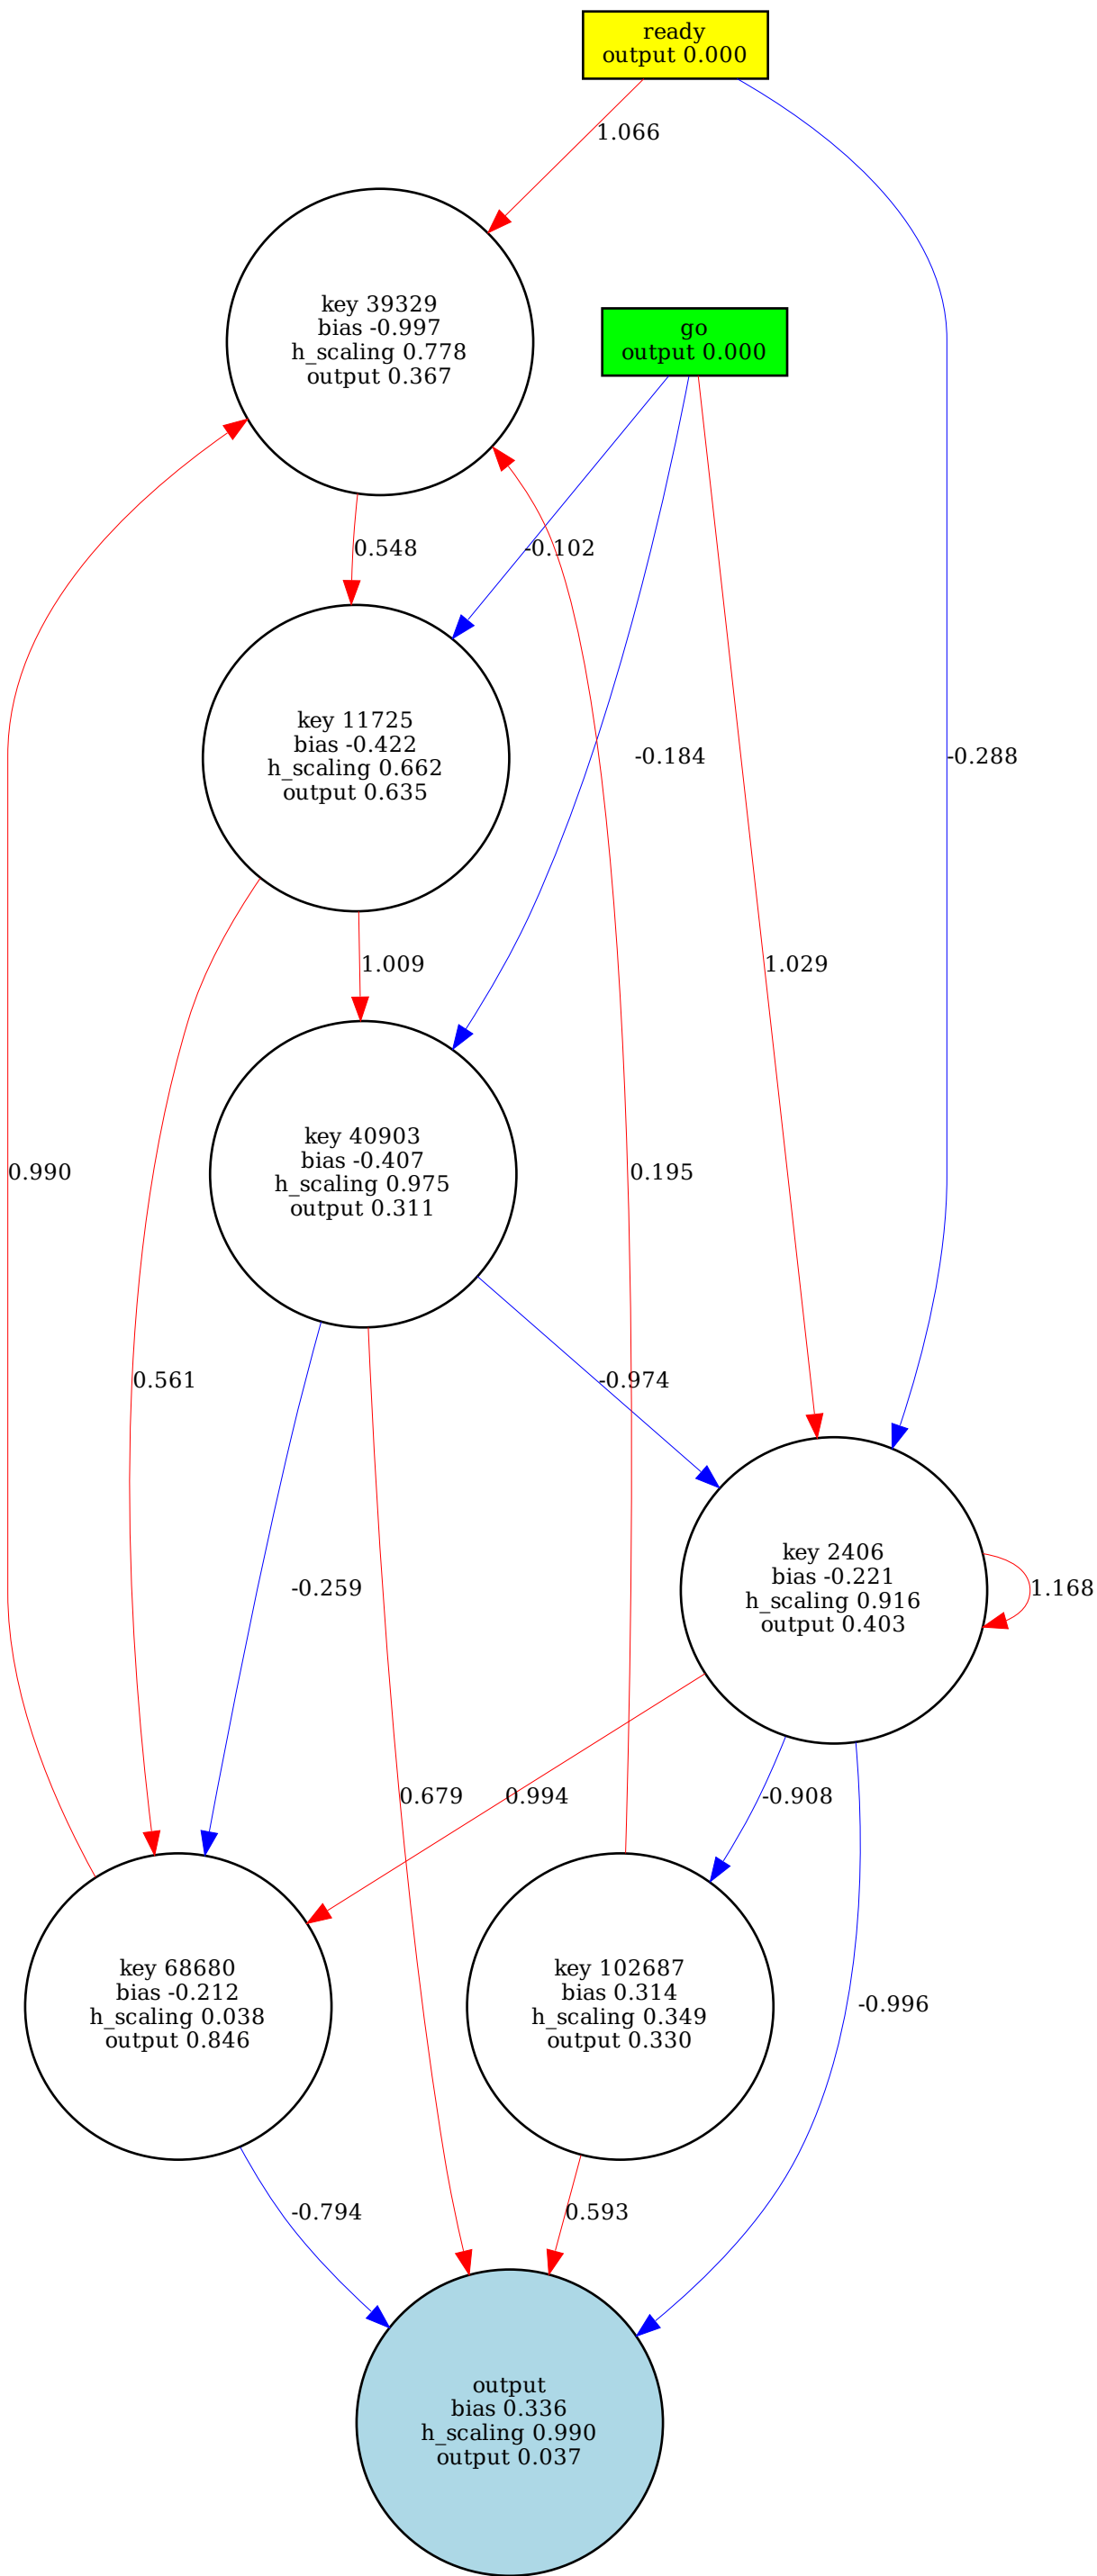 ready
output 0.000
1.066
key 39329
bias -0.997
h_scaling 0.778
output 0.367
go
output 0.000
0.548
-0.102
key 11725
bias -0.422
h_scaling 0.662
output 0.635
-0.184
-0.288
1.009
1.029
key 40903
bias -0.407
h_scaling 0.975
output 0.311
0.990
0.195
0.561
-0.974
key 2406
bias -0.221
h_scaling 0.916
output 0.403
-0.259
1.168
0.679
0.994
-0.908
key 68680
bias -0.212
h_scaling 0.038
output 0.846
key 102687
bias 0.314
h_scaling 0.349
output 0.330
-0.996
-0.794
0.593
output
bias 0.336
h_scaling 0.990
output 0.037